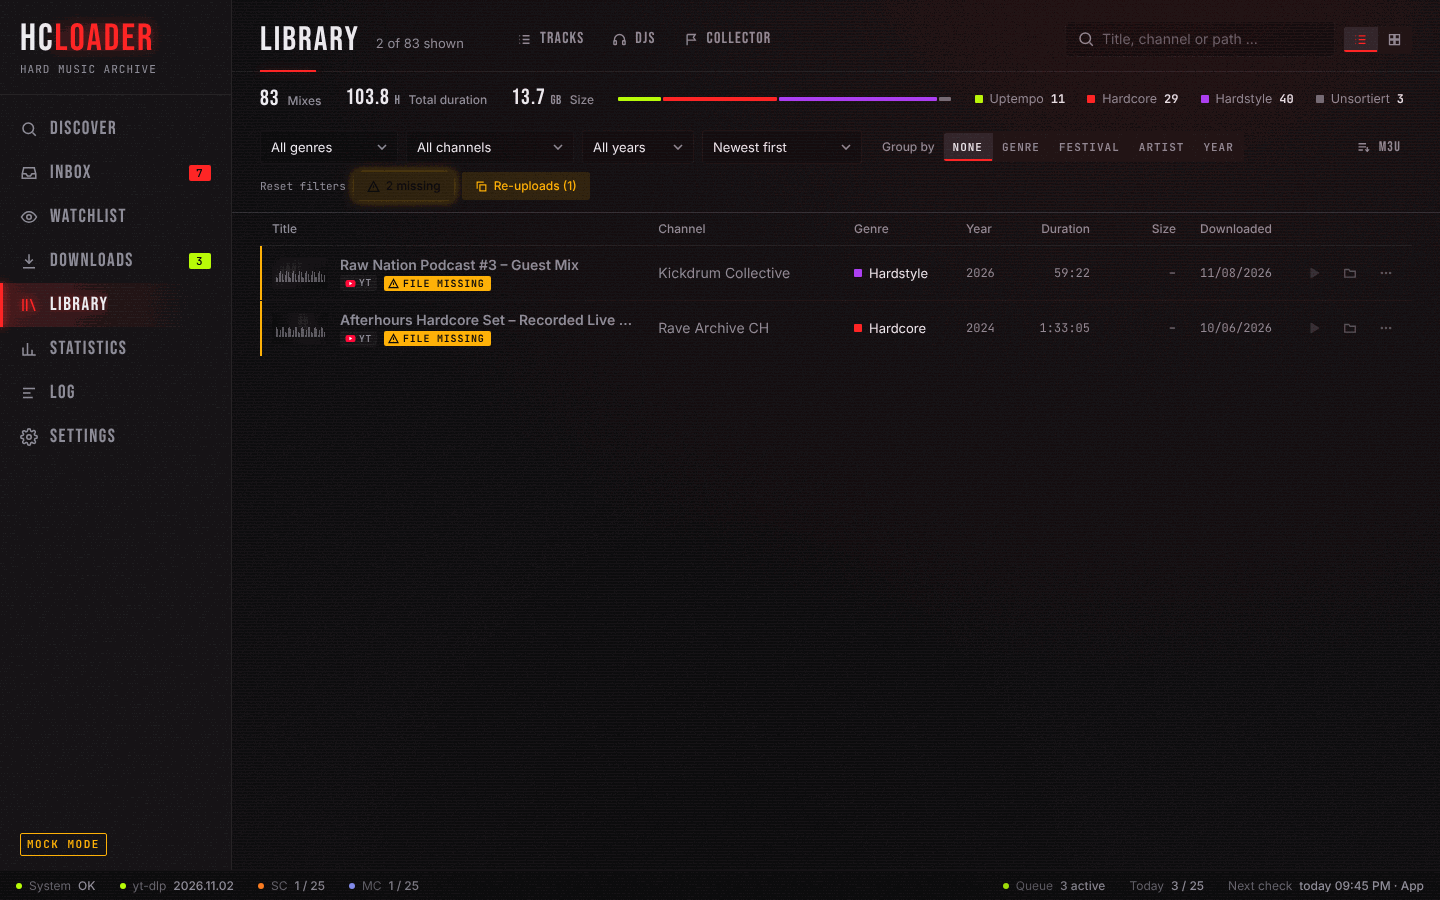 HCLOADER
HARD MUSIC ARCHIVE
DISCOVER
INBOX 7
WATCHLIST
DOWNLOADS 3
LIBRARY
STATISTICS
LOG
SETTINGS
MOCK MODE
LIBRARY 2 of 83 shown TRACKS DJS COLLECTOR Title, channel or path ...
83 Mixes 103.8 H Total duration 13.7 GB Size Uptempo 11 Hardcore 29 Hardstyle 40 Unsortiert 3
All genres All channels All years Newest first Group by NONE GENRE FESTIVAL ARTIST YEAR M3U
Reset filters 2 missing Re-uploads (1)
Title Channel Genre Year Duration Size Downloaded
Raw Nation Podcast #3 – Guest Mix
YT FILE MISSING
Kickdrum Collective Hardstyle 2026 59:22 – 11/08/2026
Afterhours Hardcore Set – Recorded Live ...
YT FILE MISSING
Rave Archive CH Hardcore 2024 1:33:05 – 10/06/2026
System OK yt-dlp 2026.11.02 SC 1 / 25 MC 1 / 25 Queue 3 active Today 3 / 25 Next check today 09:45 PM · App